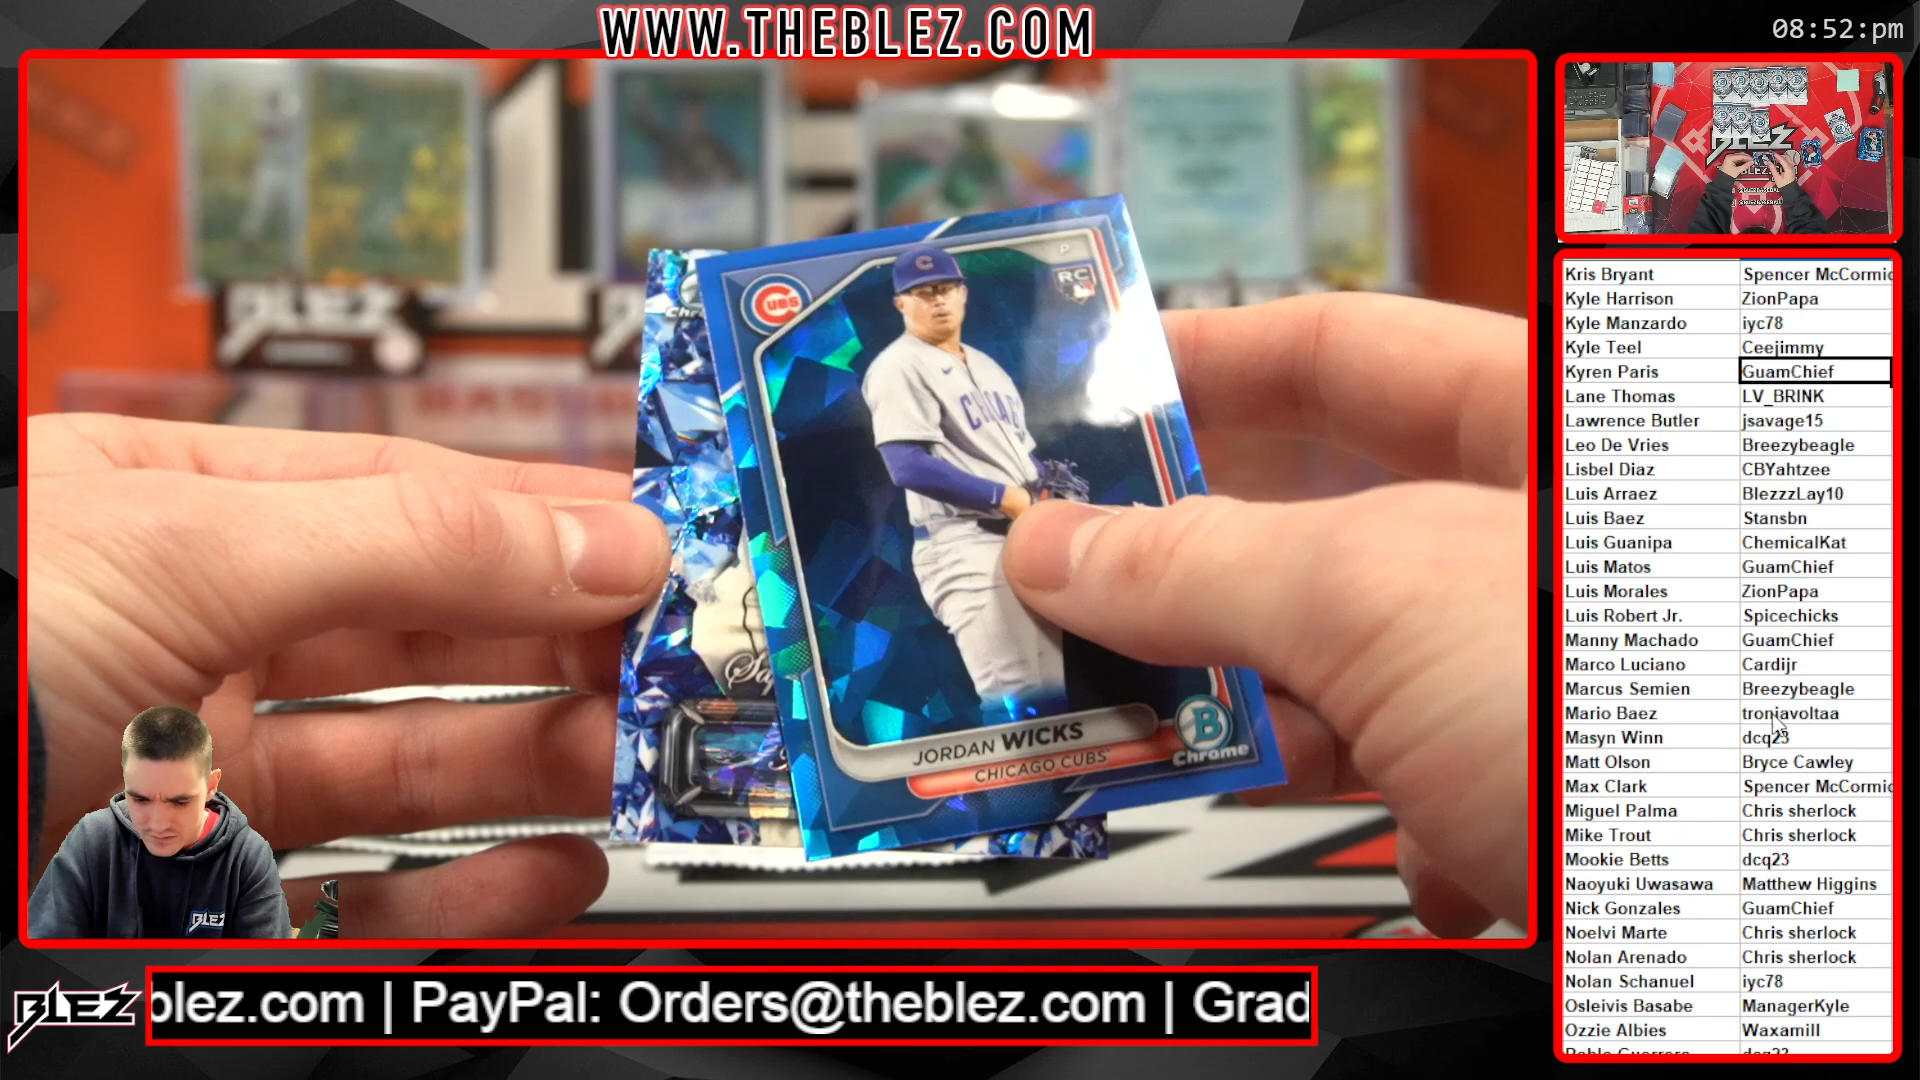 WWW.THEBLEZ.COM
08:52:pm
CUBS
C
RC
P
JORDAN WICKS
CHICAGO CUBS
B
Chrome
BLEZ
BLEZ
BLEZ
BLEZ
Kris Bryant Spencer McCormic
Kyle Harrison ZionPapa
Kyle Manzardo iyc78
Kyle Teel Ceejimmy
Kyren Paris GuamChief
Lane Thomas LV_BRINK
Lawrence Butler jsavage15
Leo De Vries Breezybeagle
Lisbel Diaz CBYahtzee
Luis Arraez BlezzzLay10
Luis Baez Stansbn
Luis Guanipa ChemicalKat
Luis Matos GuamChief
Luis Morales ZionPapa
Luis Robert Jr. Spicechicks
Manny Machado GuamChief
Marco Luciano Cardijr
Marcus Semien Breezybeagle
Mario Baez troniavoltaa
Masyn Winn dcq23
Matt Olson Bryce Cawley
Max Clark Spencer McCormic
Miguel Palma Chris sherlock
Mike Trout Chris sherlock
Mookie Betts dcq23
Naoyuki Uwasawa Matthew Higgins
Nick Gonzales GuamChief
Noelvi Marte Chris sherlock
Nolan Arenado Chris sherlock
Nolan Schanuel iyc78
Osleivis Basabe ManagerKyle
Ozzie Albies Waxamill
BLEZ
blez.com | PayPal: Orders@theblez.com | Grad